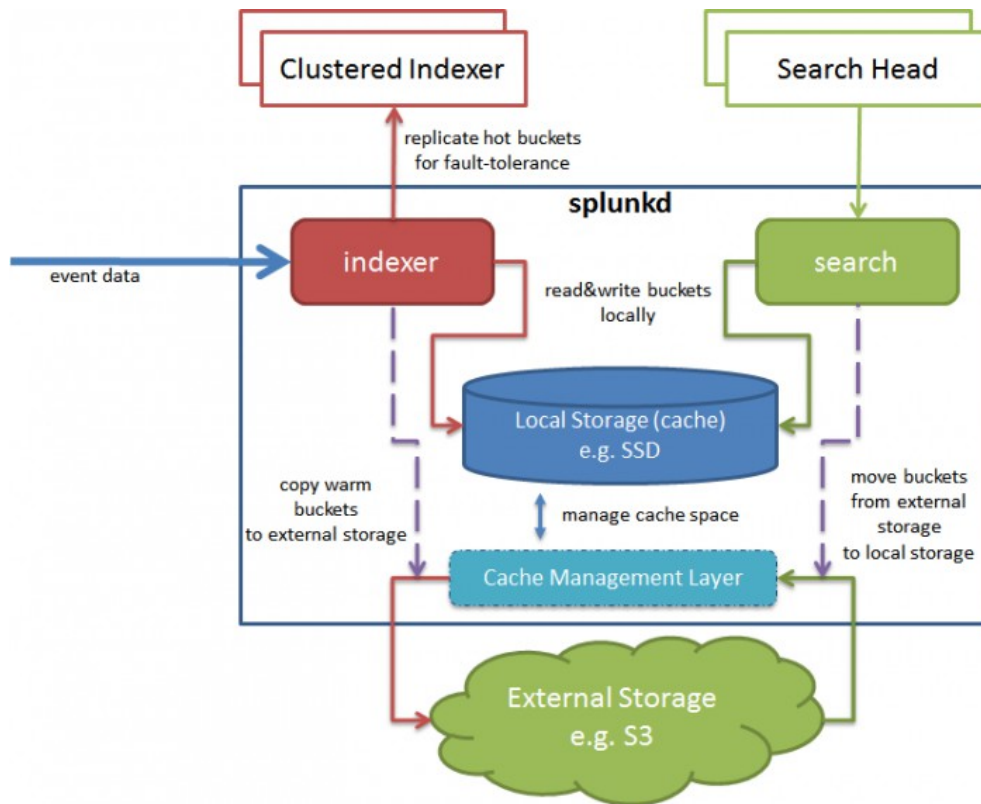 Clustered Indexer
Search Head
replicate hot buckets
for fault-tolerance
splunkd
event data
indexer
search
read&write buckets
locally
Local Storage (cache)
e.g. SSD
copy warm
buckets
to external storage
manage cache space
move buckets
from external
storage
to local storage
Cache Management Layer
External Storage
e.g. S3